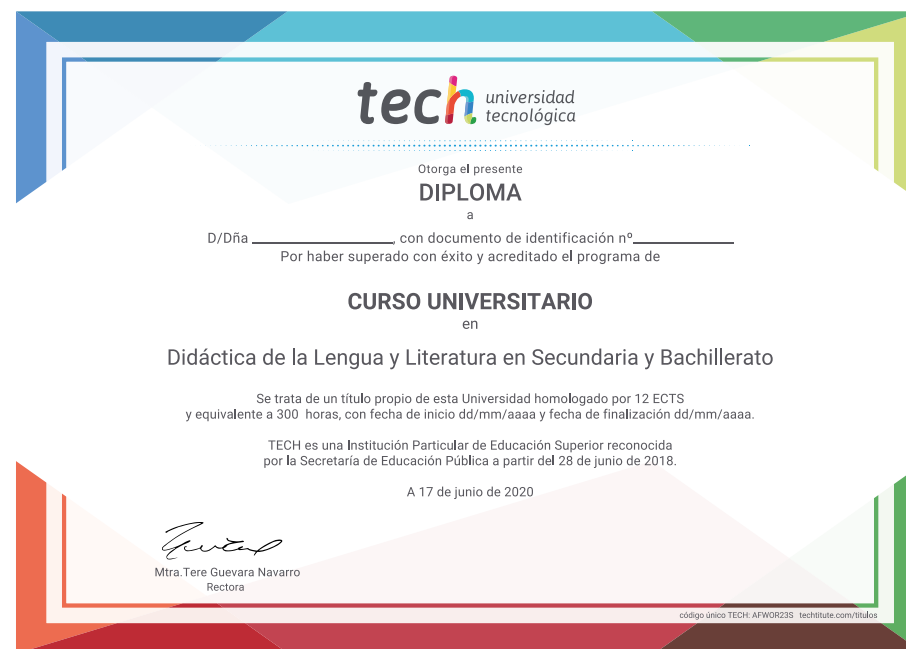 tech universidad
tecnológica
Otorga el presente
DIPLOMA
a
D/Dña ____________________, con documento de identificación nº______________
Por haber superado con éxito y acreditado el programa de
CURSO UNIVERSITARIO
en
Didáctica de la Lengua y Literatura en Secundaria y Bachillerato
Se trata de un título propio de esta Universidad homologado por 12 ECTS
y equivalente a 300 horas, con fecha de inicio dd/mm/aaaa y fecha de finalización dd/mm/aaaa.
TECH es una Institución Particular de Educación Superior reconocida
por la Secretaría de Educación Pública a partir del 28 de junio de 2018.
A 17 de junio de 2020
Mtra.Tere Guevara Navarro
Rectora
código único TECH: AFWOR23S techtitute.com/titulos